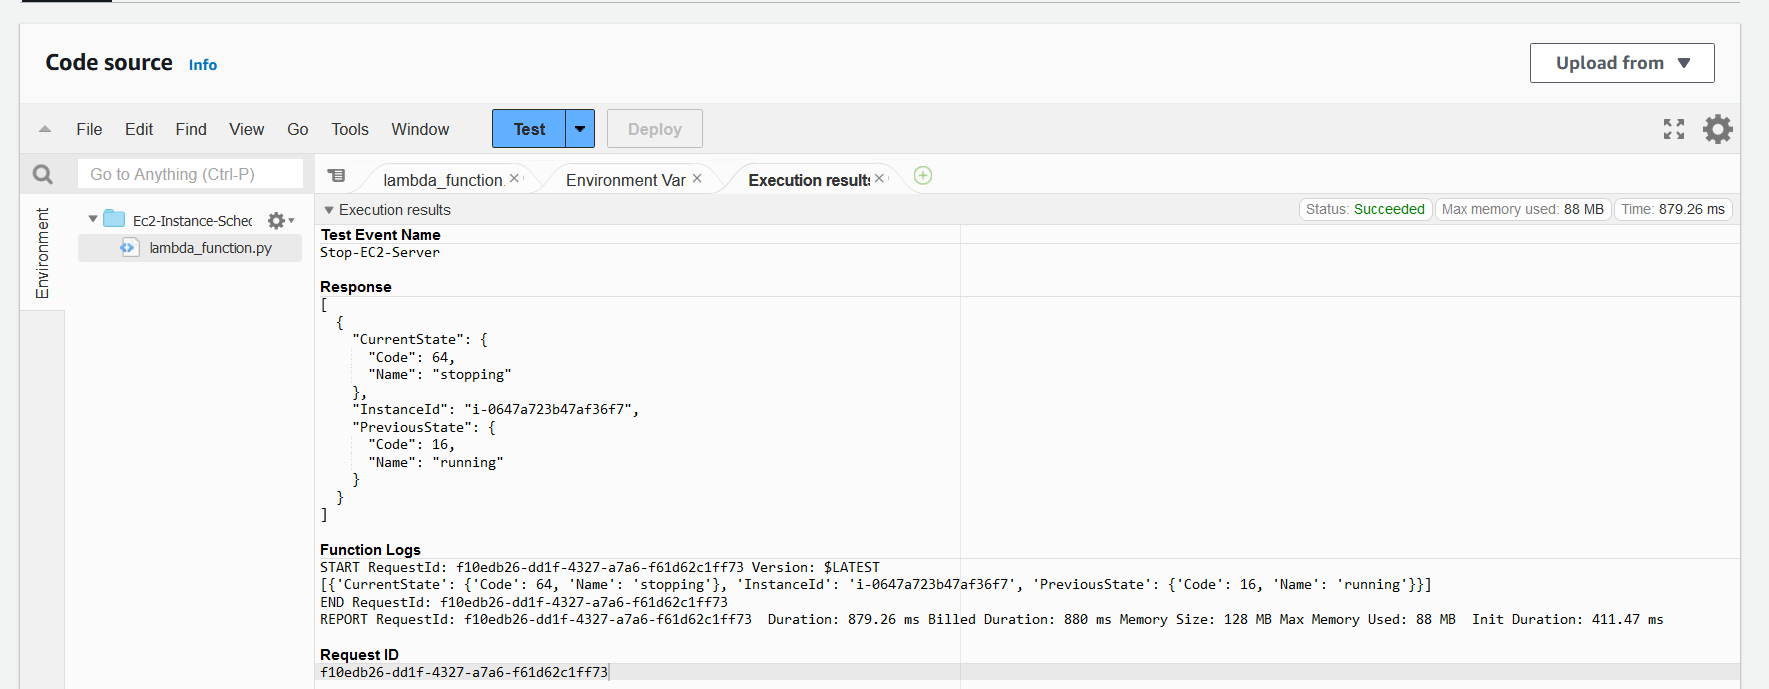 Code source Info
Upload from
File Edit Find View Go Tools Window
Test
Deploy
Go to Anything (Ctrl-P)
lambda_function.
Environment Var
Execution results
Environment
Ec2-Instance-Sched
lambda_function.py
Execution results
Status: Succeeded
Max memory used: 88 MB
Time: 879.26 ms
Test Event Name
Stop-EC2-Server
Response
[
  {
    "CurrentState": {
      "Code": 64,
      "Name": "stopping"
    },
    "InstanceId": "i-0647a723b47af36f7",
    "PreviousState": {
      "Code": 16,
      "Name": "running"
    }
  }
]
Function Logs
START RequestId: f10edb26-dd1f-4327-a7a6-f61d62c1ff73 Version: $LATEST
[{'CurrentState': {'Code': 64, 'Name': 'stopping'}, 'InstanceId': 'i-0647a723b47af36f7', 'PreviousState': {'Code': 16, 'Name': 'running'}}]
END RequestId: f10edb26-dd1f-4327-a7a6-f61d62c1ff73
REPORT RequestId: f10edb26-dd1f-4327-a7a6-f61d62c1ff73  Duration: 879.26 ms Billed Duration: 880 ms Memory Size: 128 MB Max Memory Used: 88 MB  Init Duration: 411.47 ms
Request ID
f10edb26-dd1f-4327-a7a6-f61d62c1ff73